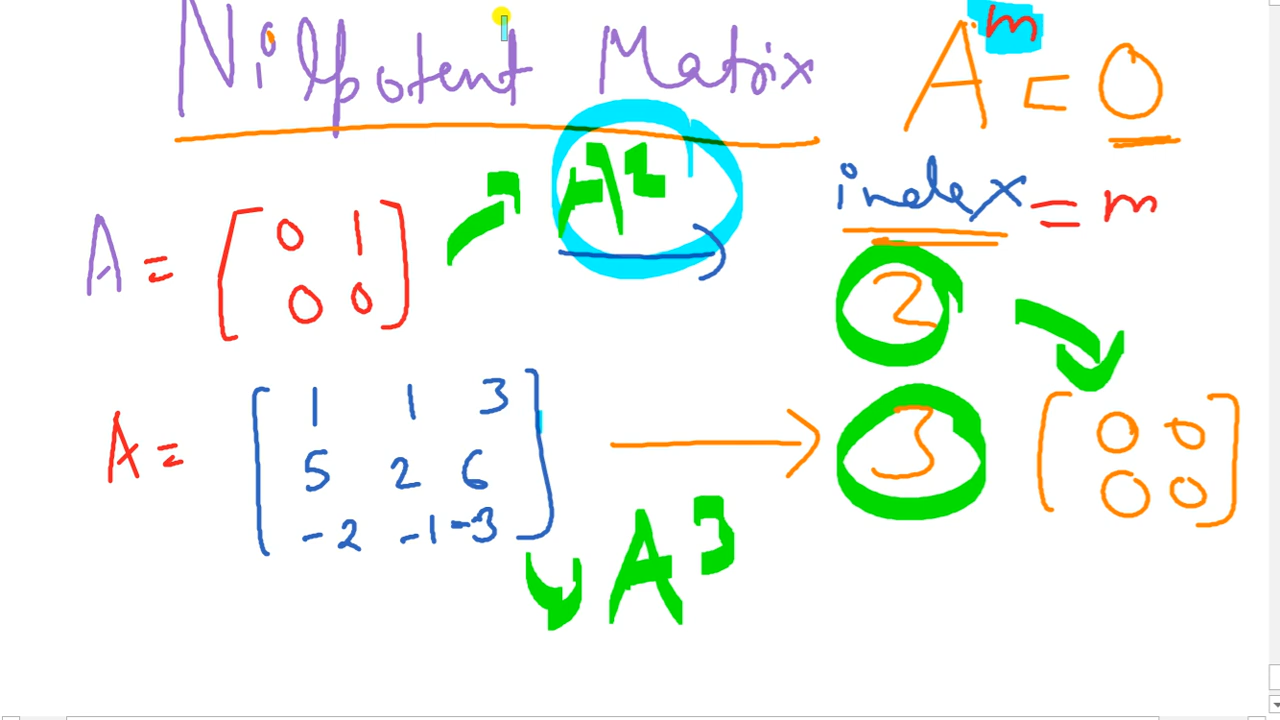 Nilpotent Matrix
A^m = 0
A^2
index = m
A = [0 1
0 0]
2
A = [1 1 3
5 2 6
-2 -1 -3]
3
[0 0
0 0]
A^3